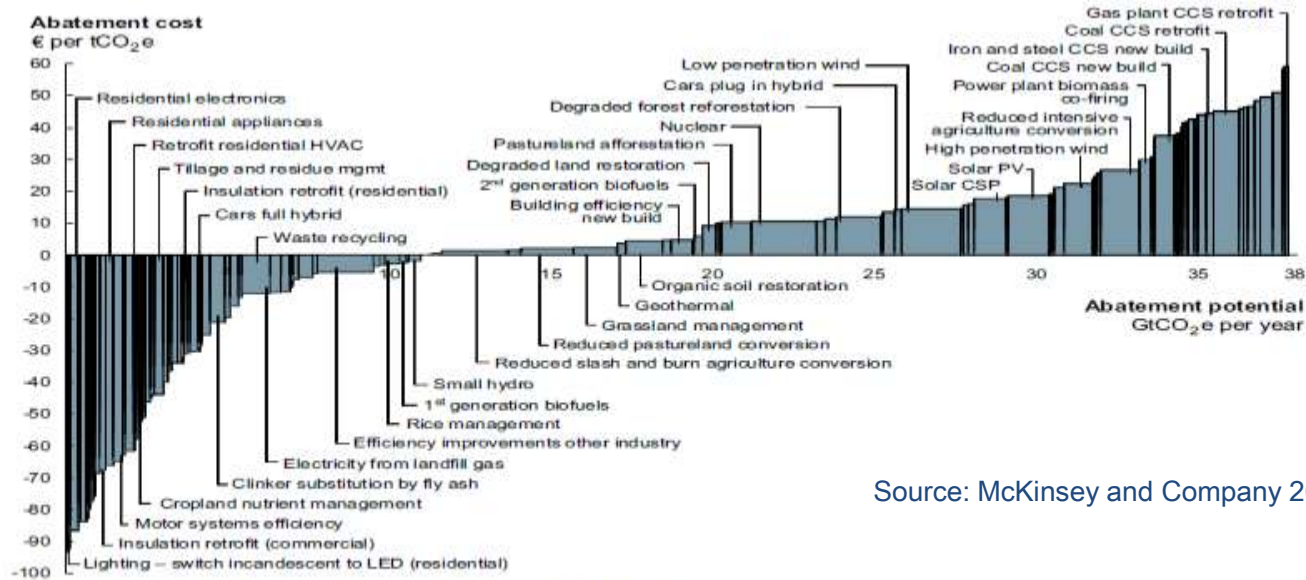 Abatement cost
€ per tCO₂e
60
50
40
30
20
10
0
-10
-20
-30
-40
-50
-60
-70
-80
-90
-100
Residential electronics
Residential appliances
Retrofit residential HVAC
Tillage and residue mgmt
Insulation retrofit (residential)
Cars full hybrid
Waste recycling
Gas plant CCS retrofit
Coal CCS retrofit
Iron and steel CCS new build
Coal CCS new build
Power plant biomass
co-firing
Reduced intensive
agriculture conversion
High penetration wind
Solar PV
Solar CSP
Low penetration wind
Cars plug in hybrid
Degraded forest reforestation
Nuclear
Pastureland afforestation
Degraded land restoration
2nd generation biofuels
Building efficiency
new build
10
15
20
25
30
35
38
Abatement potential
GtCO₂e per year
Organic soil restoration
Geothermal
Grassland management
Reduced pastureland conversion
Reduced slash and burn agriculture conversion
Small hydro
1st generation biofuels
Rice management
Efficiency improvements other industry
Electricity from landfill gas
Clinker substitution by fly ash
Cropland nutrient management
Motor systems efficiency
Insulation retrofit (commercial)
Lighting – switch incandescent to LED (residential)
Source: McKinsey and Company 2